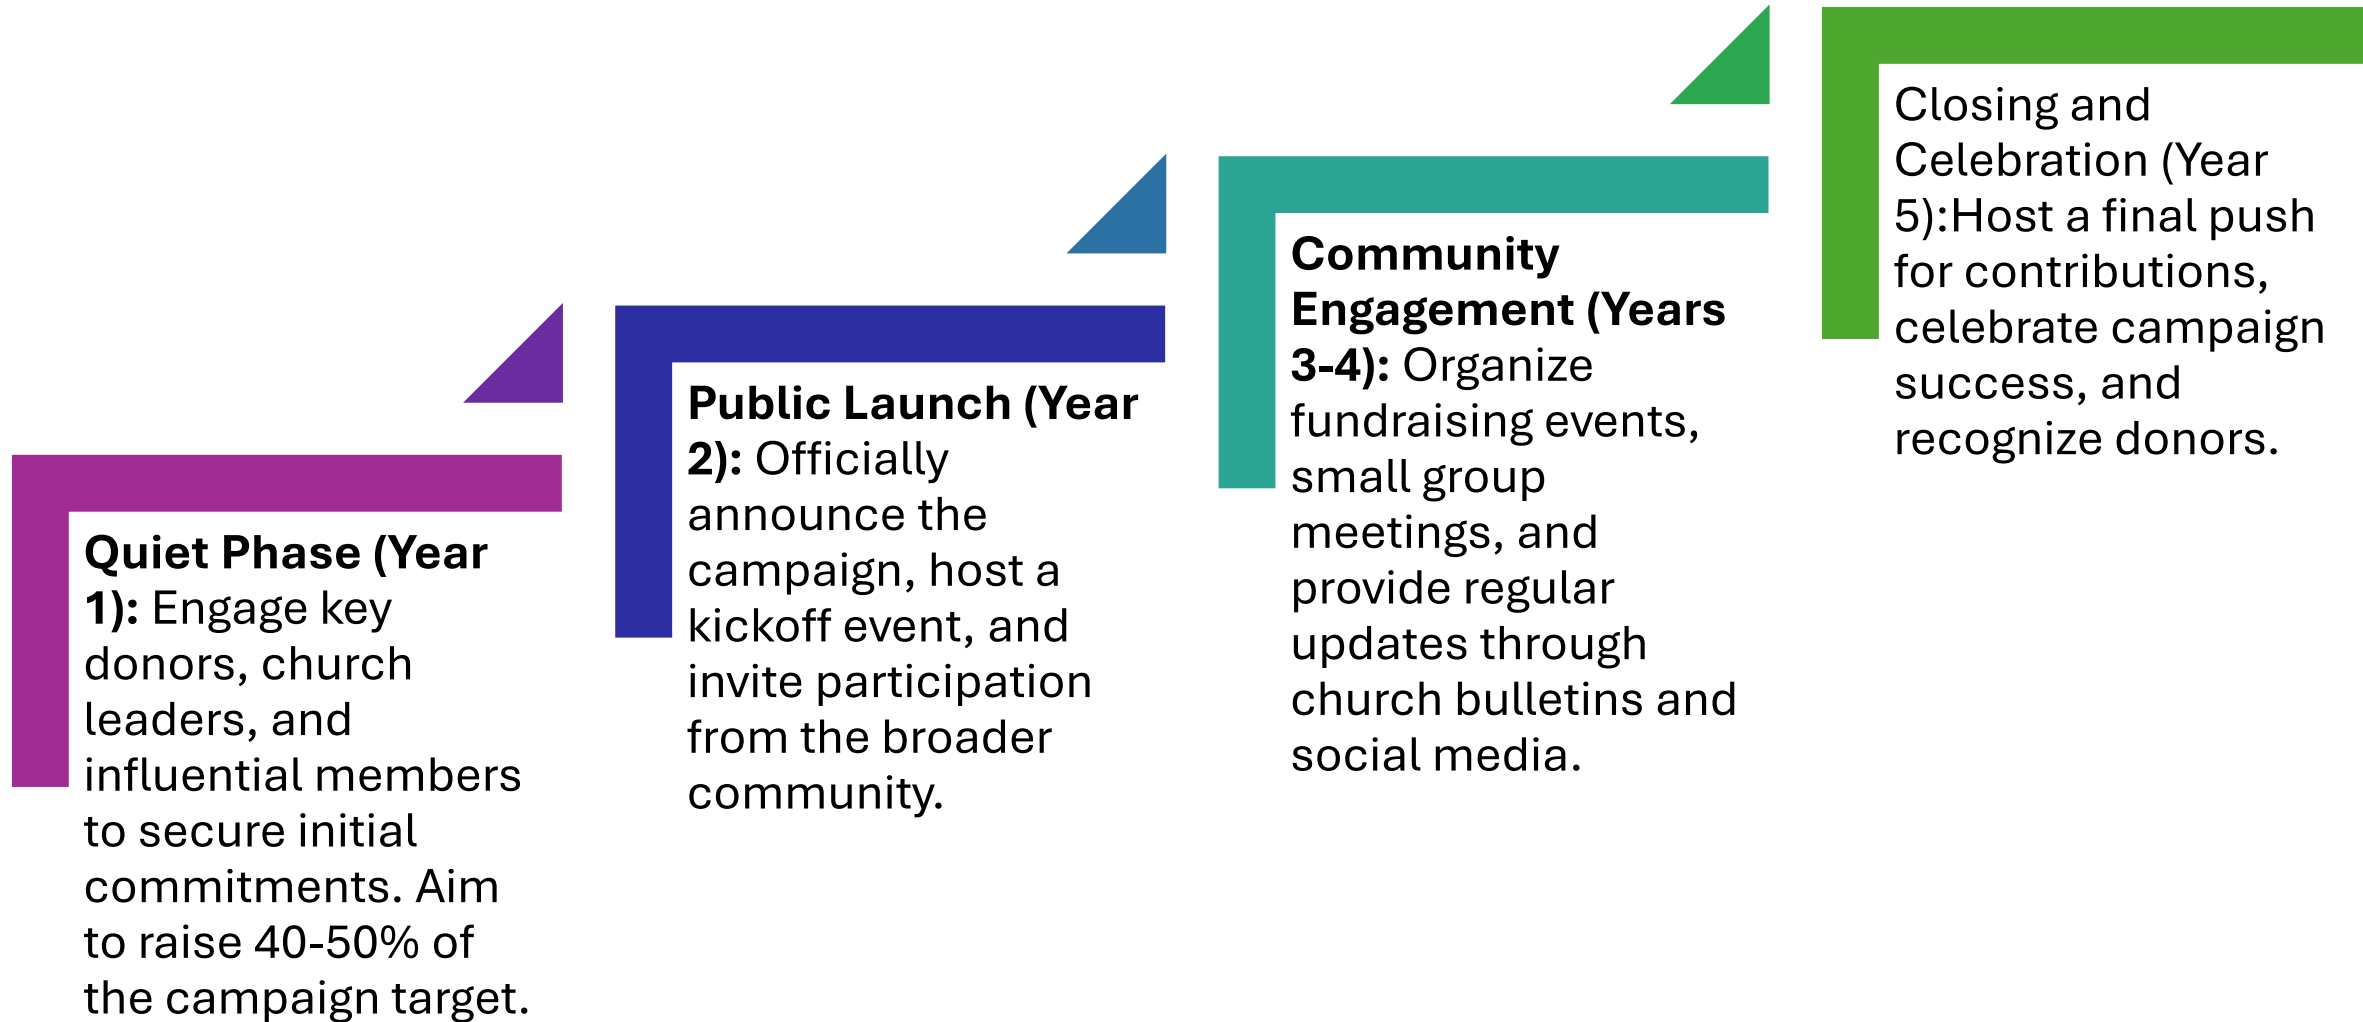 Quiet Phase (Year
1): Engage key
donors, church
leaders, and
influential members
to secure initial
commitments. Aim
to raise 40-50% of
the campaign target.
Public Launch (Year
2): Officially
announce the
campaign, host a
kickoff event, and
invite participation
from the broader
community.
Community
Engagement (Years
3-4): Organize
fundraising events,
small group
meetings, and
provide regular
updates through
church bulletins and
social media.
Closing and
Celebration (Year
5):Host a final push
for contributions,
celebrate campaign
success, and
recognize donors.